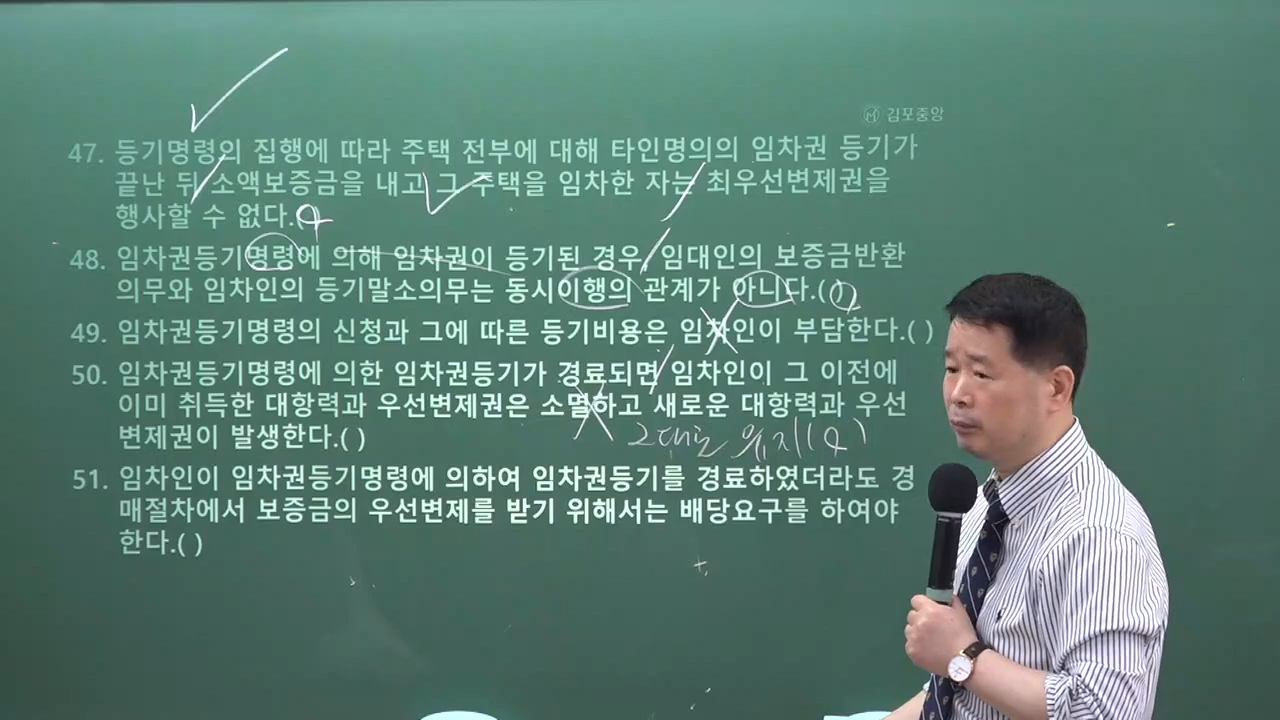 김포중앙
47. 등기명령의 집행에 따라 주택 전부에 대해 타인명의의 임차권 등기가
끝난 뒤 소액보증금을 내고 그 주택을 임차한 자는 최우선변제권을
행사할 수 없다.( )
48. 임차권등기명령에 의해 임차권이 등기된 경우, 임대인의 보증금반환
의무와 임차인의 등기말소의무는 동시이행의 관계가 아니다.( )
49. 임차권등기명령의 신청과 그에 따른 등기비용은 임차인이 부담한다.( )
50. 임차권등기명령에 의한 임차권등기가 경료되면 임차인이 그 이전에
이미 취득한 대항력과 우선변제권은 소멸하고 새로운 대항력과 우선
변제권이 발생한다.( )
그대로 유지
51. 임차인이 임차권등기명령에 의하여 임차권등기를 경료하였더라도 경
매절차에서 보증금의 우선변제를 받기 위해서는 배당요구를 하여야
한다.( )